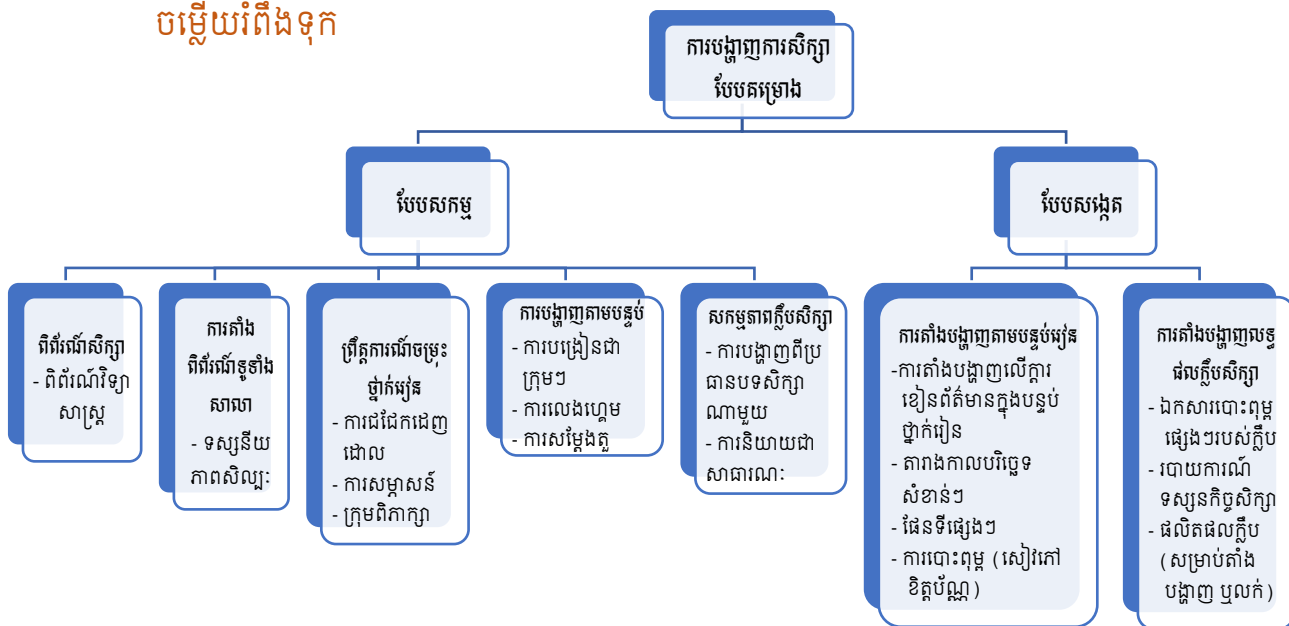 ចម្លើយរំពឹងទុក
ការបង្ហាញការសិក្សា
បែបគម្រោង
បែបសកម្ម
បែបសង្កេត
ពិព័រណ៍សិក្សា
- ពិព័រណ៍វិទ្យា
សាស្ត្រ
ការតាំង
ពិព័រណ៍ទូទាំង
សាលា
- ទស្សនីយ
ភាពសិល្បៈ
ព្រឹត្តការណ៍ចម្រុះ
ថ្នាក់រៀន
- ការជជែកដេញ
ដោល
- ការសម្ភាសន៍
- ក្រុមពិភាក្សា
ការបង្ហាញតាមបន្ទប់
- ការបង្រៀនជា
ក្រុមៗ
- ការលេងហ្គេម
- ការសម្តែងតួ
សកម្មភាពក្លឹបសិក្សា
- ការបង្ហាញពីប្រ
ធានបទសិក្សា
ណាមួយ
- ការនិយាយជា
សាធារណៈ
ការតាំងបង្ហាញតាមបន្ទប់រៀន
-ការតាំងបង្ហាញលើក្តារ
ខៀនព័ត៌មានក្នុងបន្ទប់
ថ្នាក់រៀន
- តារាងកាលបរិច្ឆេទ
សំខាន់ៗ
- ផែនទីផ្សេងៗ
- ការបោះពុម្ព (សៀវភៅ
ខិត្តប័ណ្ណ)
ការតាំងបង្ហាញលទ្ធ
ផលក្លឹបសិក្សា
- ឯកសារបោះពុម្ព
ផ្សេងៗរបស់ក្លឹប
- របាយការណ៍
ទស្សនកិច្ចសិក្សា
- ផលិតផលក្លឹប
(សម្រាប់តាំង
បង្ហាញ ឬលក់)